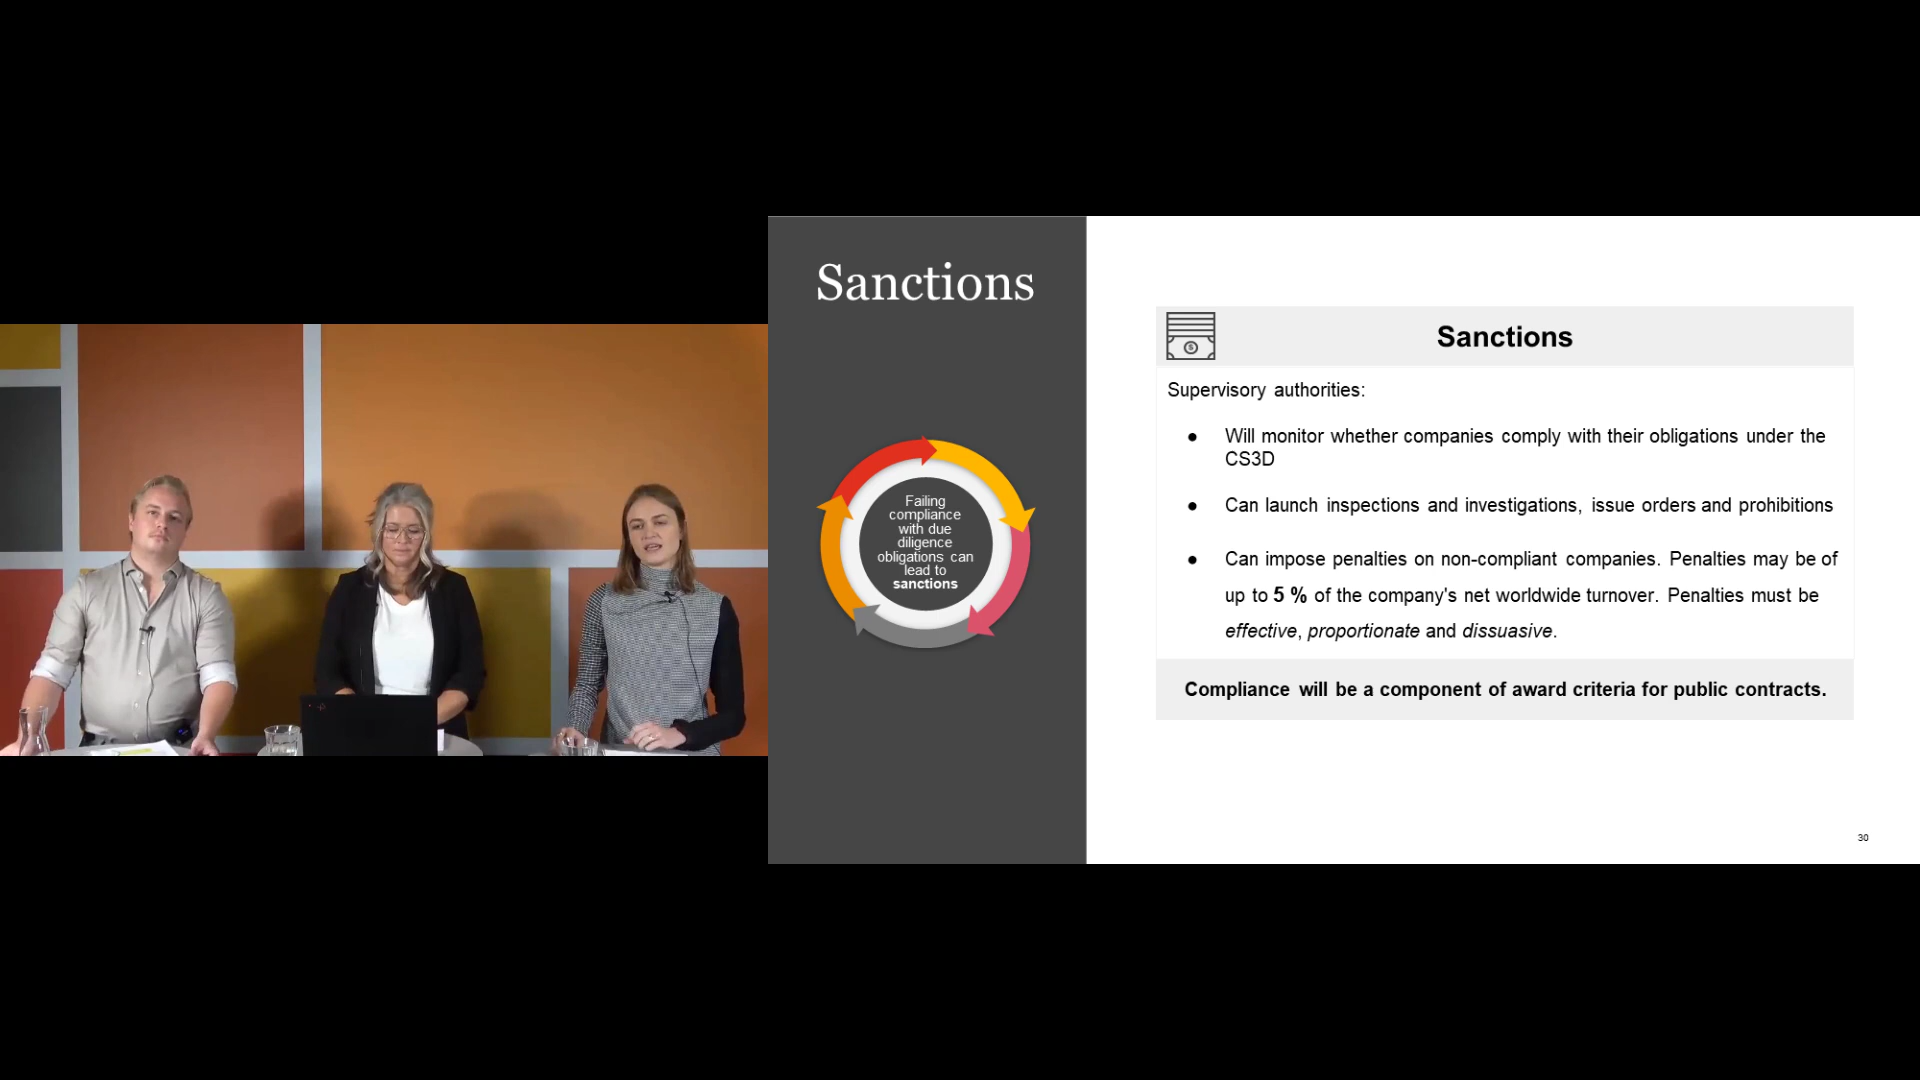 Sanctions
Failing
compliance
with due
diligence
obligations can
lead to
sanctions
Sanctions
Supervisory authorities:
● Will monitor whether companies comply with their obligations under the
CS3D
● Can launch inspections and investigations, issue orders and prohibitions
● Can impose penalties on non-compliant companies. Penalties may be of
up to 5 % of the company's net worldwide turnover. Penalties must be
effective, proportionate and dissuasive.
Compliance will be a component of award criteria for public contracts.
30